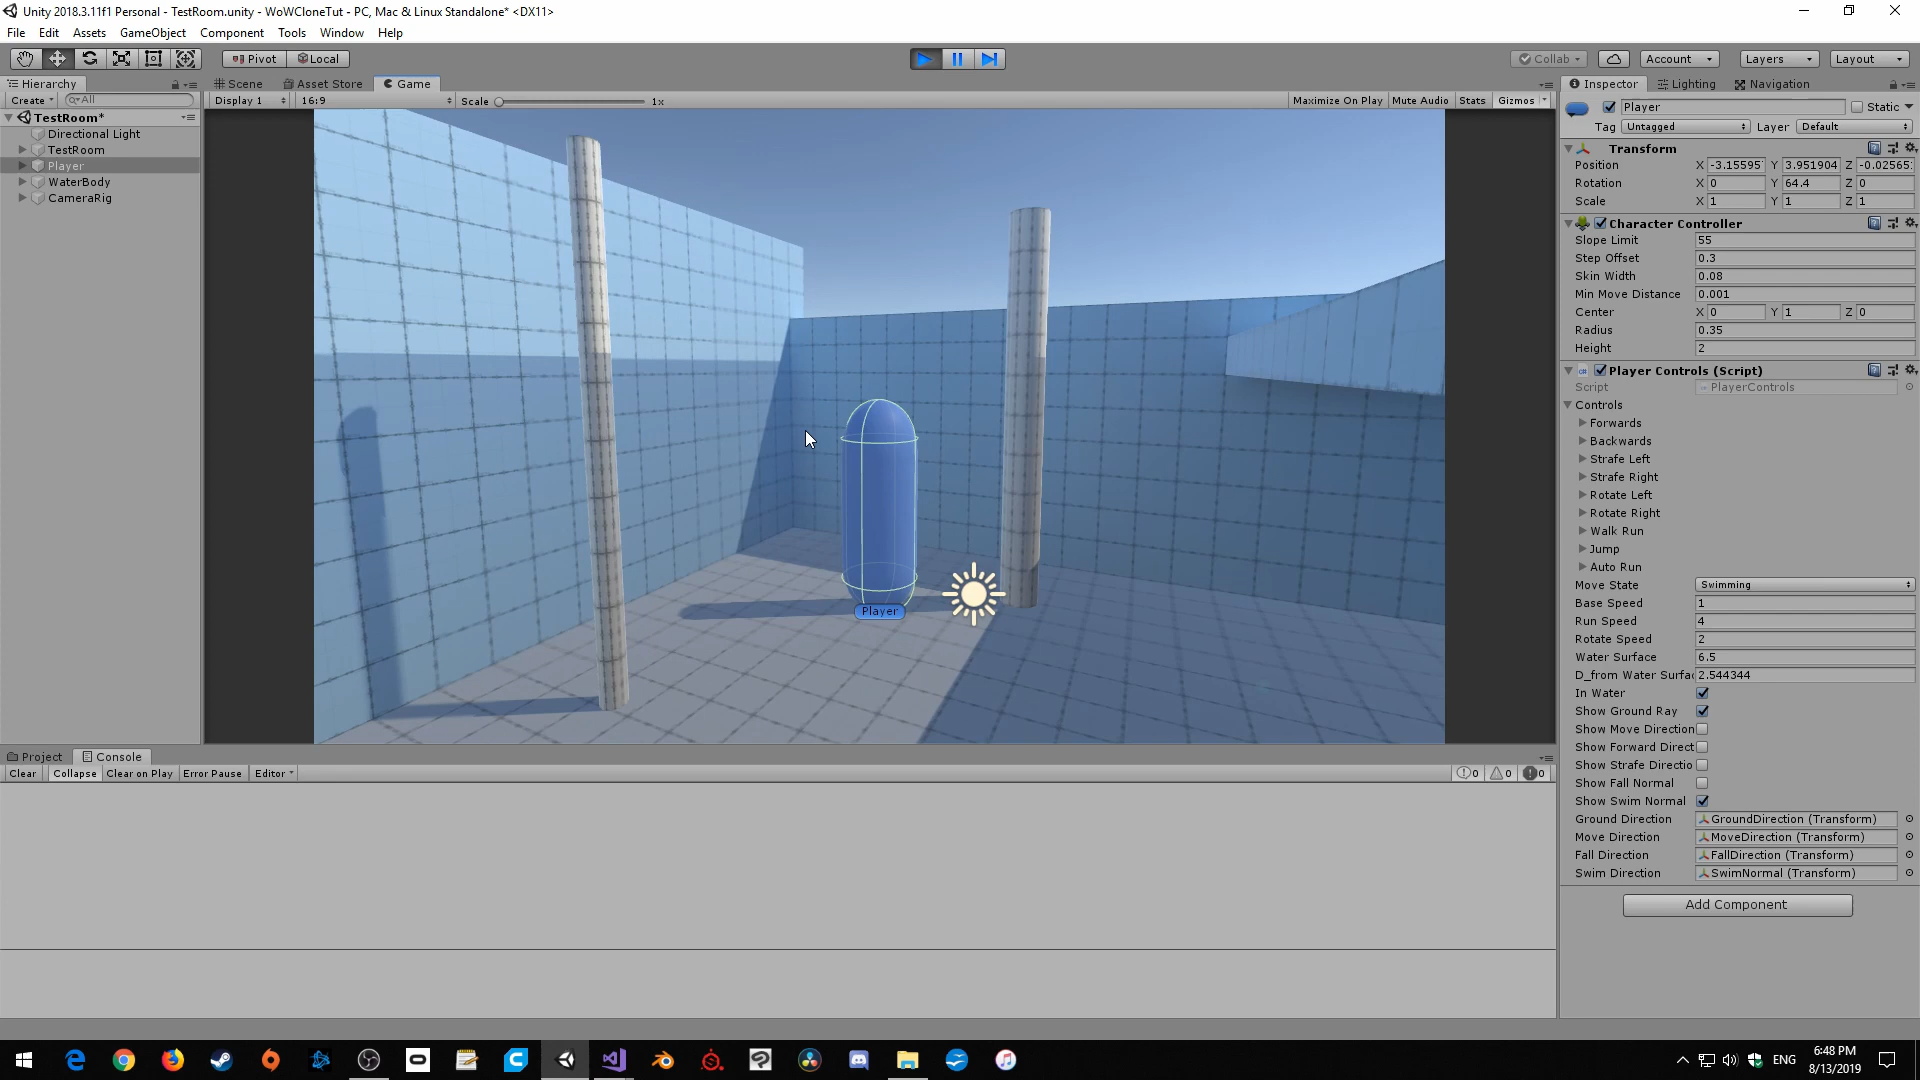 Unity 2018.3.11f1 Personal - TestRoom.unity - WoWCloneTut - PC, Mac & Linux Standalone* <DX11>
File Edit Assets GameObject Component Tools Window Help
Pivot Local Collab Account Layers Layout
Hierarchy Scene Asset Store Game Inspector Lighting Navigation
Create All Display 1 16:9 Scale 1x Maximize On Play Mute Audio Stats Gizmos
Player Static
TestRoom*
Tag Untagged Layer Default
Directional Light
TestRoom
Player
WaterBody
CameraRig
Transform
Position X -3.15595 Y 3.951904 Z -0.02565
Rotation X 0 Y 64.4 Z 0
Scale X 1 Y 1 Z 1
Character Controller
Slope Limit 55
Step Offset 0.3
Skin Width 0.08
Min Move Distance 0.001
Center X 0 Y 1 Z 0
Radius 0.35
Height 2
Player Controls (Script)
Script PlayerControls
Controls
Forwards
Backwards
Strafe Left
Strafe Right
Rotate Left
Rotate Right
Walk Run
Jump
Auto Run
Move State Swimming
Base Speed 1
Run Speed 4
Rotate Speed 2
Water Surface 6.5
D_from Water Surfac 2.544344
In Water
Show Ground Ray
Show Move Direction
Show Forward Direct
Show Strafe Directio
Show Fall Normal
Show Swim Normal
Ground Direction GroundDirection (Transform)
Move Direction MoveDirection (Transform)
Fall Direction FallDirection (Transform)
Swim Direction SwimNormal (Transform)
Add Component
Player
Project Console
Clear Collapse Clear on Play Error Pause Editor 0 0 0
ENG
6:48 PM
8/13/2019